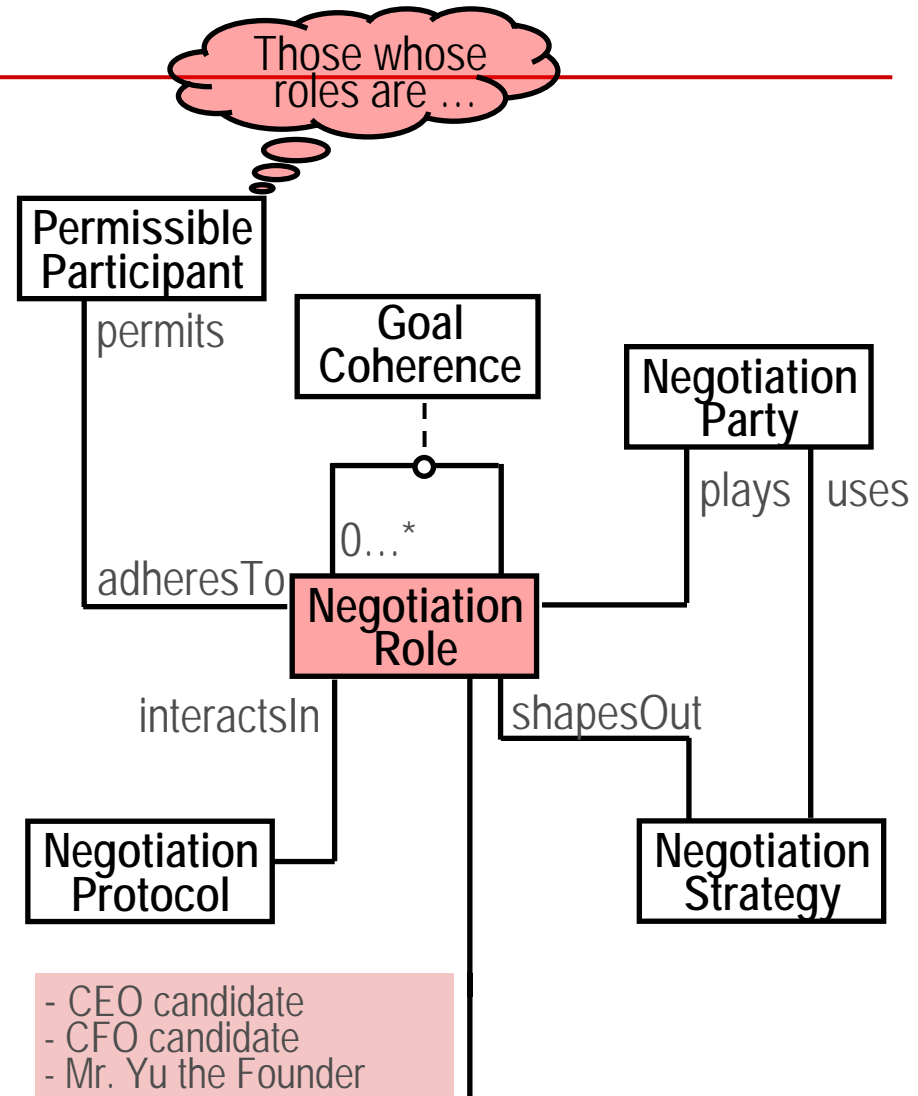 Those whose
roles are ...
Permissible
Participant
permits
Goal
Coherence
Negotiation
Party
plays
uses
0...*
adheresTo
Negotiation
Role
interactsIn
shapesOut
Negotiation
Protocol
Negotiation
Strategy
- CEO candidate
- CFO candidate
- Mr. Yu the Founder